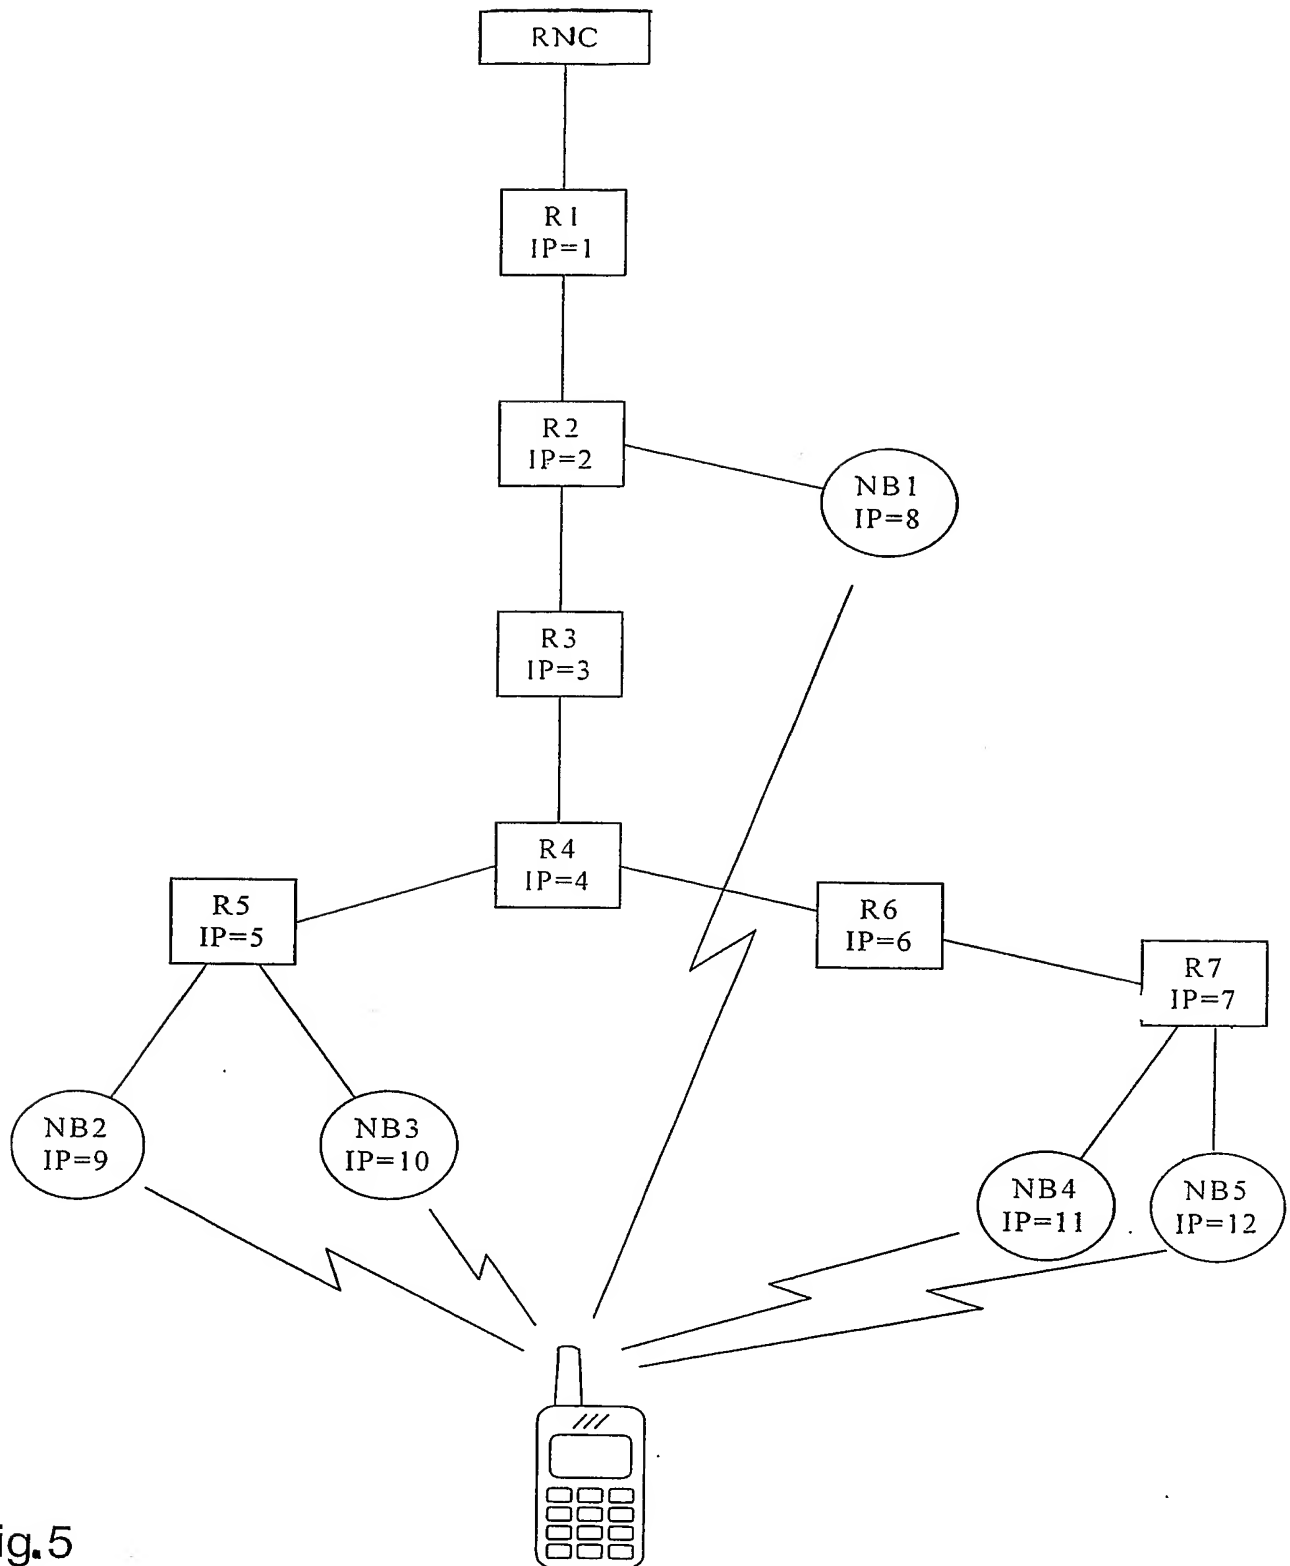 RNC
R1
IP=1
R2
IP=2
NB1
IP=8
R3
IP=3
R4
IP=4
R5
IP=5
R6
IP=6
R7
IP=7
NB2
IP=9
NB3
IP=10
NB4
IP=11
NB5
IP=12
ig.5